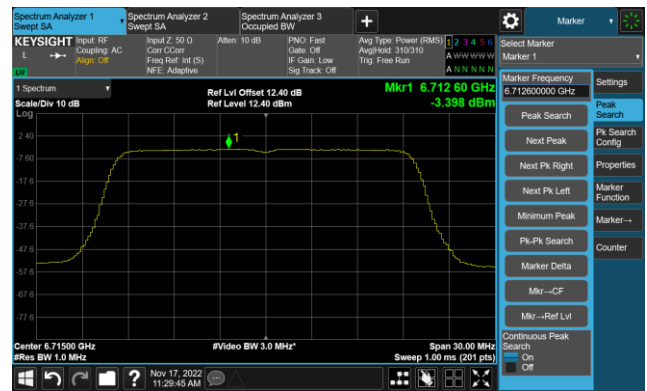 Spectrum Analyzer 1
Swept SA
Spectrum Analyzer 2
Swept SA
Spectrum Analyzer 3
Occupied BW
+
Marker
KEYSIGHT
L
Input: RF
Coupling: AC
Align: Off
Input Z: 50 Ω
Corr CCorr
Freq Ref: Int (S)
NFE: Adaptive
Atten: 10 dB
PNO: Fast
Gate: Off
IF Gain: Low
Sig Track: Off
Avg Type: Power (RMS)
Avg|Hold: 310/310
Trig: Free Run
1 2 3 4 5 6
A W W W W W
A N N N N N
Select Marker
Marker 1
1 Spectrum
Scale/Div 10 dB
Log
Ref Lvl Offset 12.40 dB
Ref Level 12.40 dBm
Mkr1 6.712 60 GHz
-3.398 dBm
1
2.40
-7.60
-17.6
-27.6
-37.6
-47.6
-57.6
-67.6
-77.6
Center 6.71500 GHz
#Res BW 1.0 MHz
#Video BW 3.0 MHz*
Span 30.00 MHz
Sweep 1.00 ms (201 pts)
Marker Frequency
6.712600000 GHz
Peak Search
Next Peak
Next Pk Right
Next Pk Left
Minimum Peak
Pk-Pk Search
Marker Delta
Mkr→CF
Mkr→Ref Lvl
Continuous Peak
Search
On
Off
Settings
Peak
Search
Pk Search
Config
Properties
Marker
Function
Marker→
Counter
?
Nov 17, 2022
11:29:45 AM